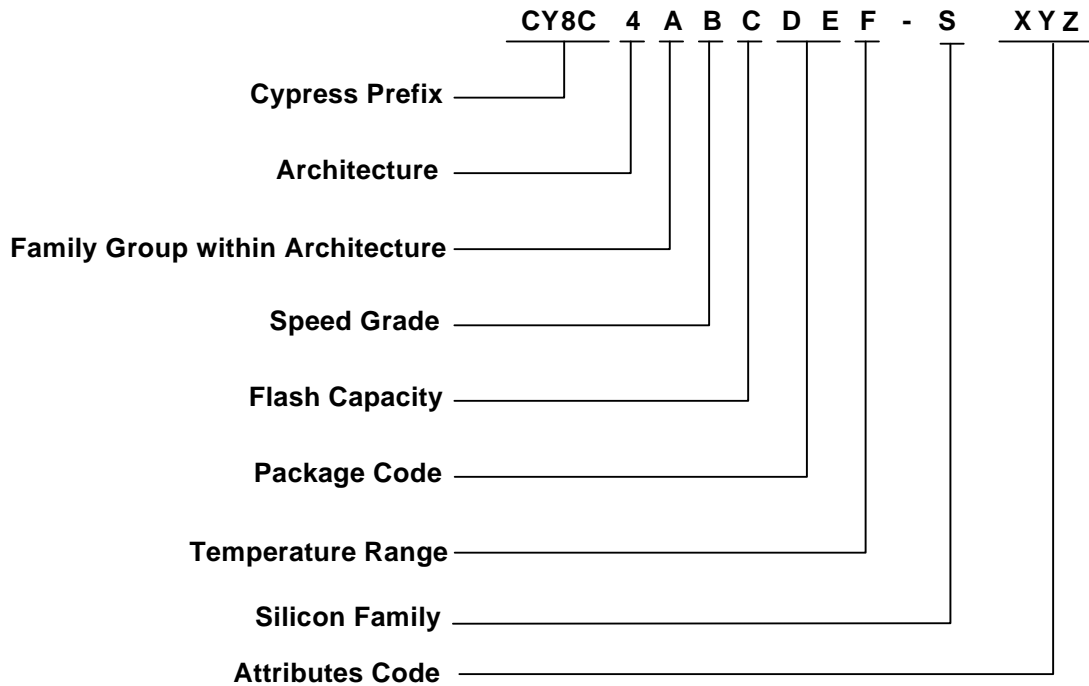 CY8C 4 A B C D E F - S XYZ
Cypress Prefix
Architecture
Family Group within Architecture
Speed Grade
Flash Capacity
Package Code
Temperature Range
Silicon Family
Attributes Code